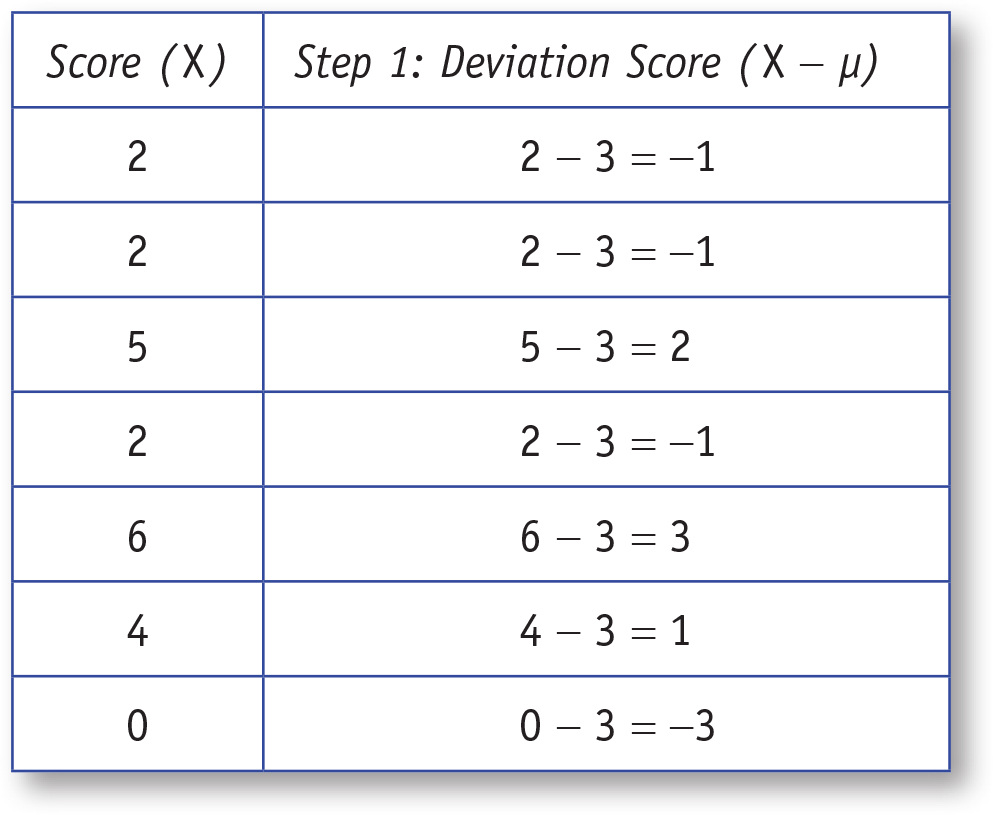 Score (X) Step 1: Deviation Score (X – μ)
2 2 – 3 = –1
2 2 – 3 = –1
5 5 – 3 = 2
2 2 – 3 = –1
6 6 – 3 = 3
4 4 – 3 = 1
0 0 – 3 = –3